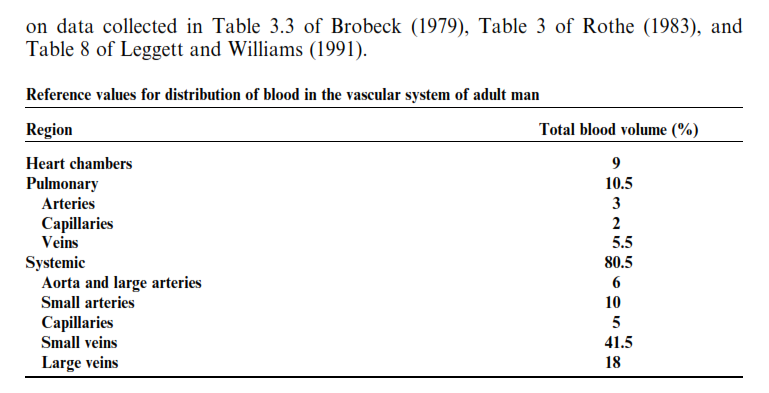 on data collected in Table 3.3 of Brobeck (1979), Table 3 of Rothe (1983), and
Table 8 of Leggett and Williams (1991).
Reference values for distribution of blood in the vascular system of adult man
Region Total blood volume (%)
Heart chambers 9
Pulmonary 10.5
Arteries 3
Capillaries 2
Veins 5.5
Systemic 80.5
Aorta and large arteries 6
Small arteries 10
Capillaries 5
Small veins 41.5
Large veins 18